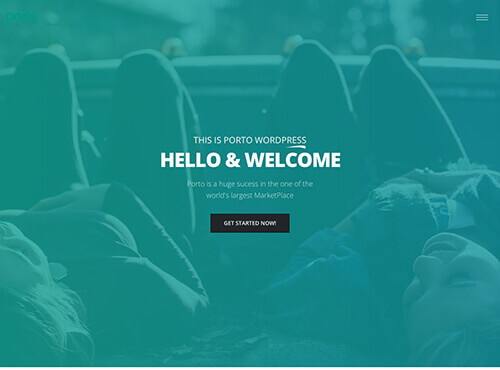 THIS IS PORTO WORDPRESS
HELLO & WELCOME
Porto is a huge sucess in the one of the
world's largest MarketPlace
GET STARTED NOW!